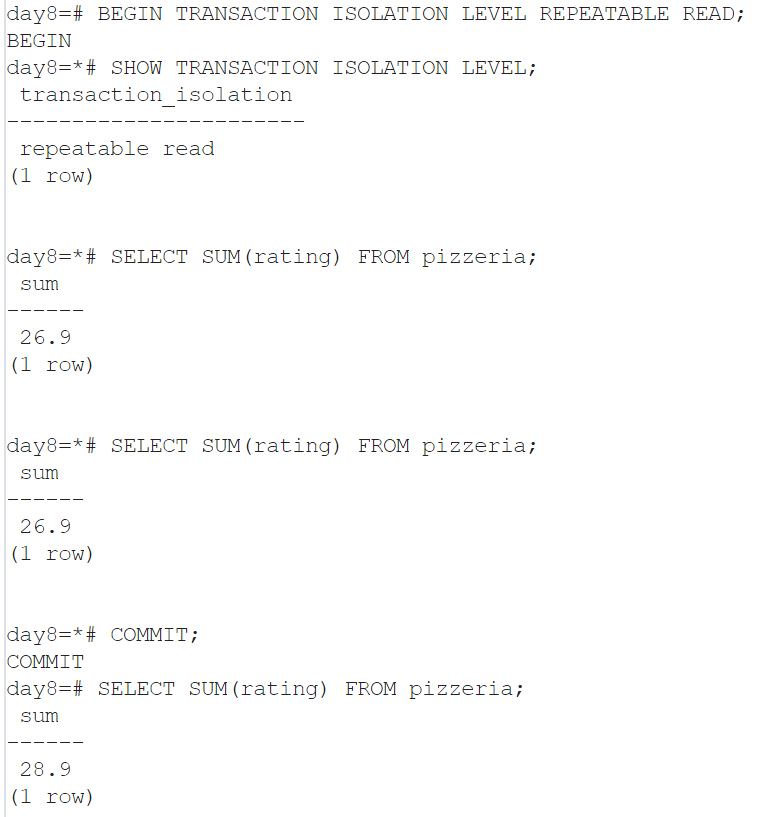 day8=# BEGIN TRANSACTION ISOLATION LEVEL REPEATABLE READ;
BEGIN
day8=*# SHOW TRANSACTION ISOLATION LEVEL;
 transaction_isolation
-----------------------
 repeatable read
(1 row)
day8=*# SELECT SUM(rating) FROM pizzeria;
 sum
------
 26.9
(1 row)
day8=*# SELECT SUM(rating) FROM pizzeria;
 sum
------
 26.9
(1 row)
day8=*# COMMIT;
COMMIT
day8=# SELECT SUM(rating) FROM pizzeria;
 sum
------
 28.9
(1 row)